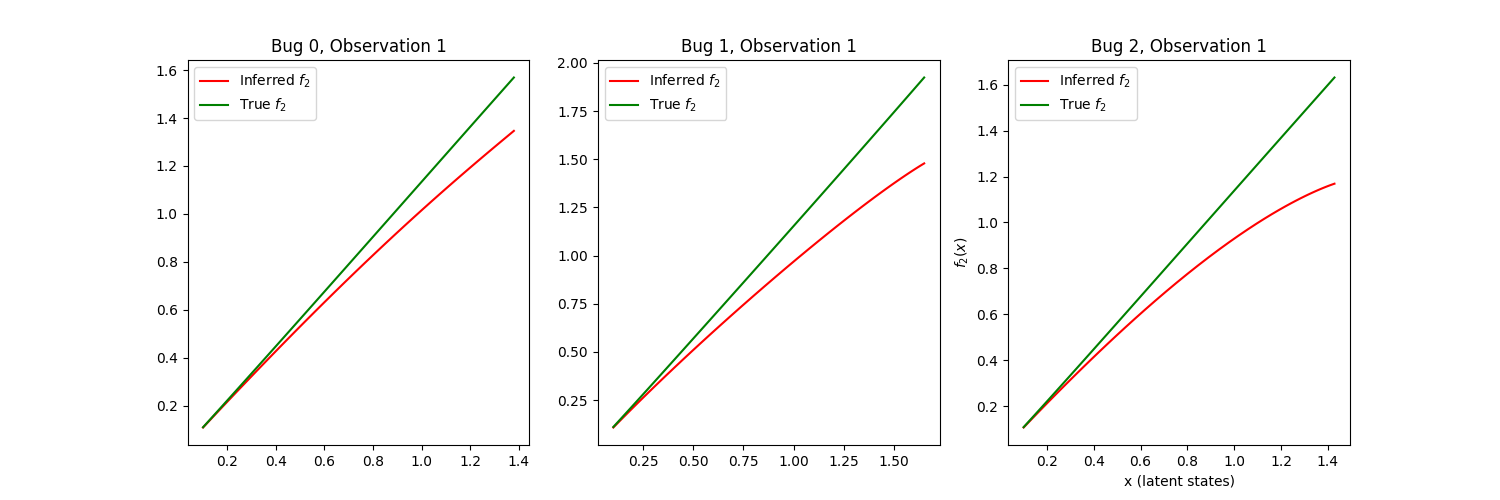 Bug 0, Observation 1
Inferred f₂
True f₂
1.6
1.4
1.2
1.0
0.8
0.6
0.4
0.2
0.2 0.4 0.6 0.8 1.0 1.2 1.4
Bug 1, Observation 1
Inferred f₂
True f₂
2.00
1.75
1.50
1.25
1.00
0.75
0.50
0.25
0.25 0.50 0.75 1.00 1.25 1.50
Bug 2, Observation 1
Inferred f₂
True f₂
f₂(x)
1.6
1.4
1.2
1.0
0.8
0.6
0.4
0.2
0.2 0.4 0.6 0.8 1.0 1.2 1.4
x (latent states)